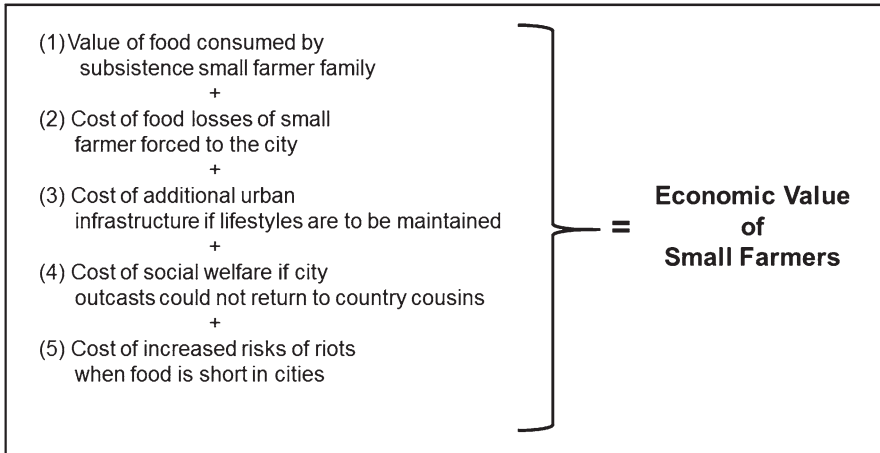 (1) Value of food consumed by
subsistence small farmer family
+
(2) Cost of food losses of small
farmer forced to the city
+
(3) Cost of additional urban
infrastructure if lifestyles are to be maintained
+
(4) Cost of social welfare if city
outcasts could not return to country cousins
+
(5) Cost of increased risks of riots
when food is short in cities
=
Economic Value
of
Small Farmers